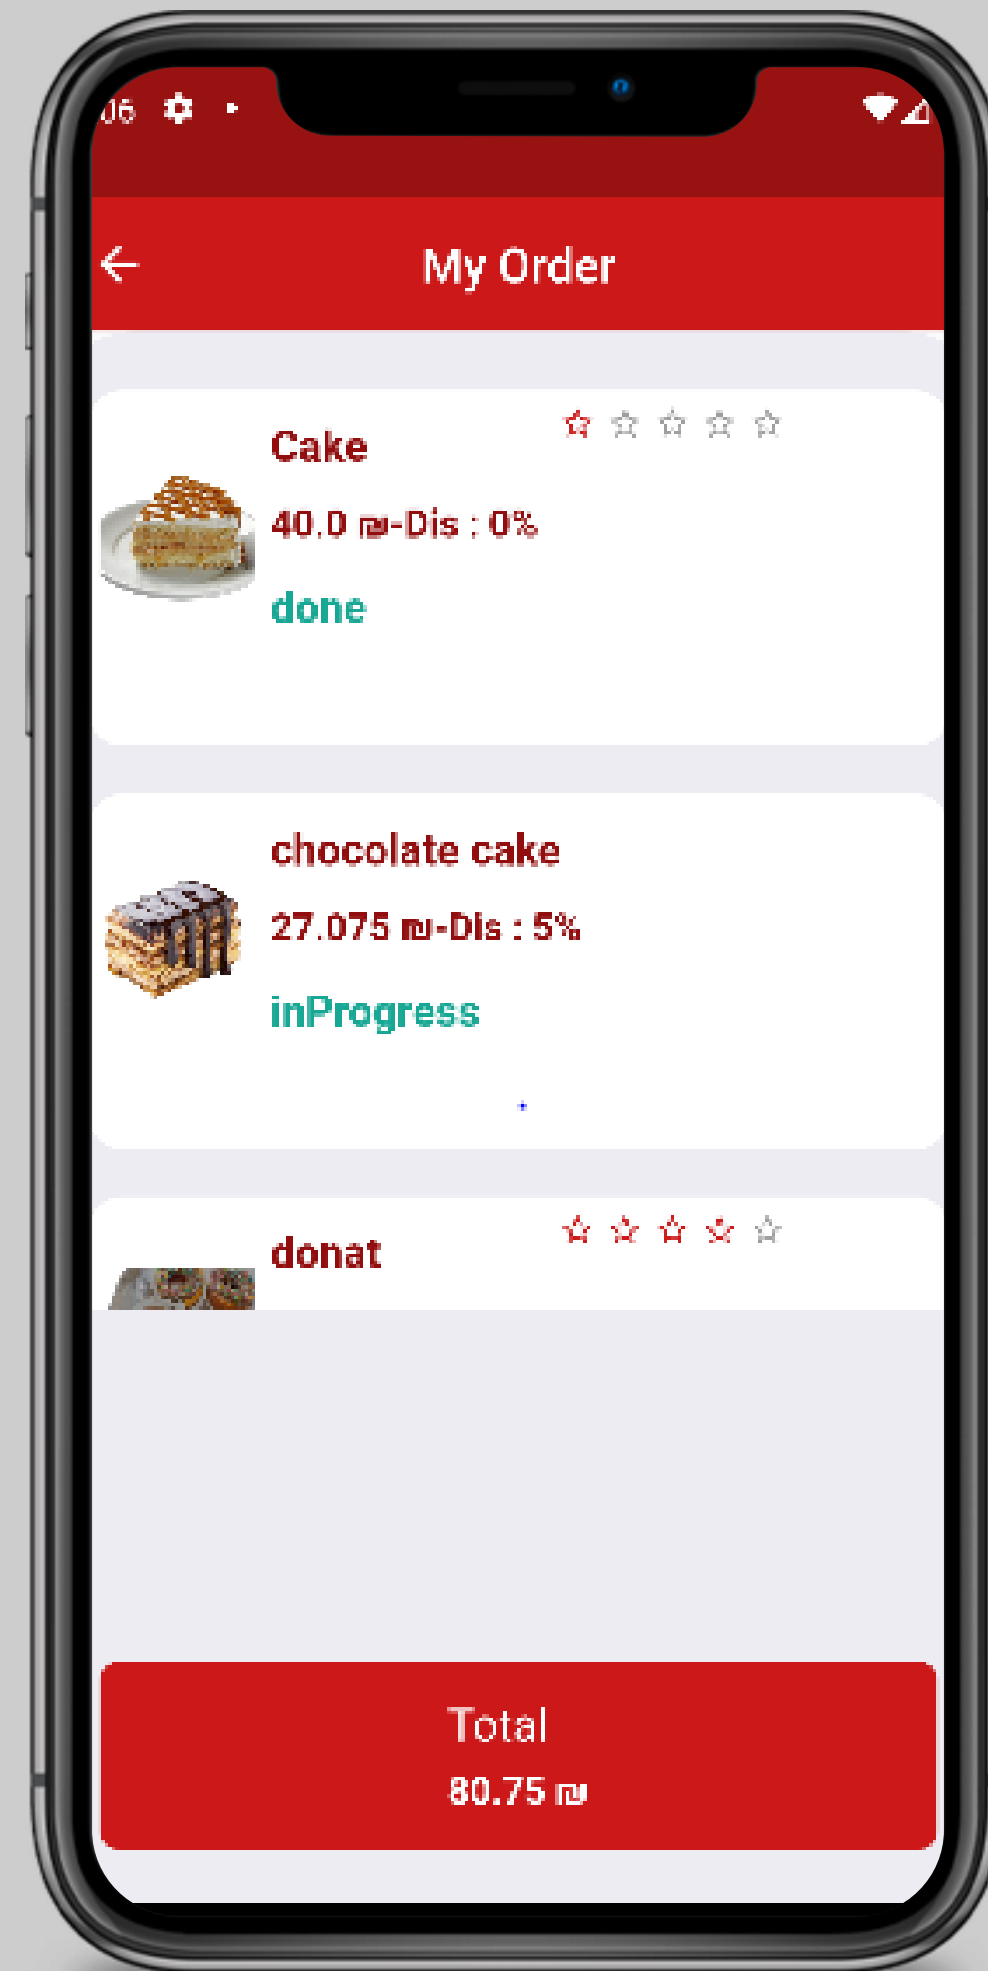 06
My Order
Cake
40.0 ₪-Dis : 0%
done
chocolate cake
27.075 ₪-Dis : 5%
inProgress
donat
Total
80.75 ₪